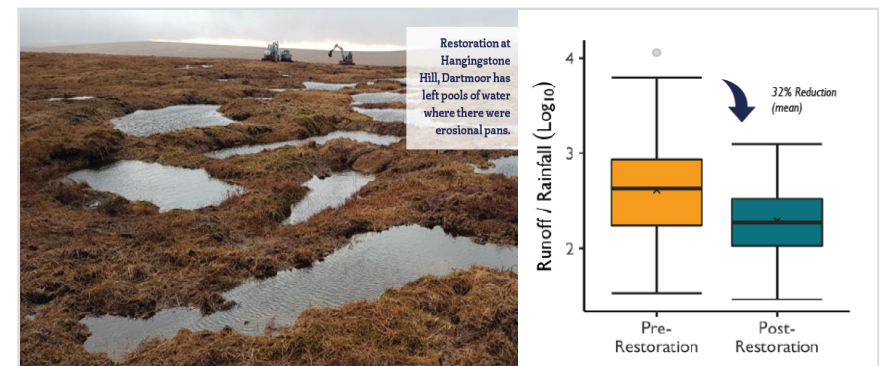 Restoration at
Hangingstone
Hill, Dartmoor has
left pools of water
where there were
erosional pans.
Runoff / Rainfall (Log10)
4
3
2
32% Reduction
(mean)
Pre-
Restoration
Post-
Restoration